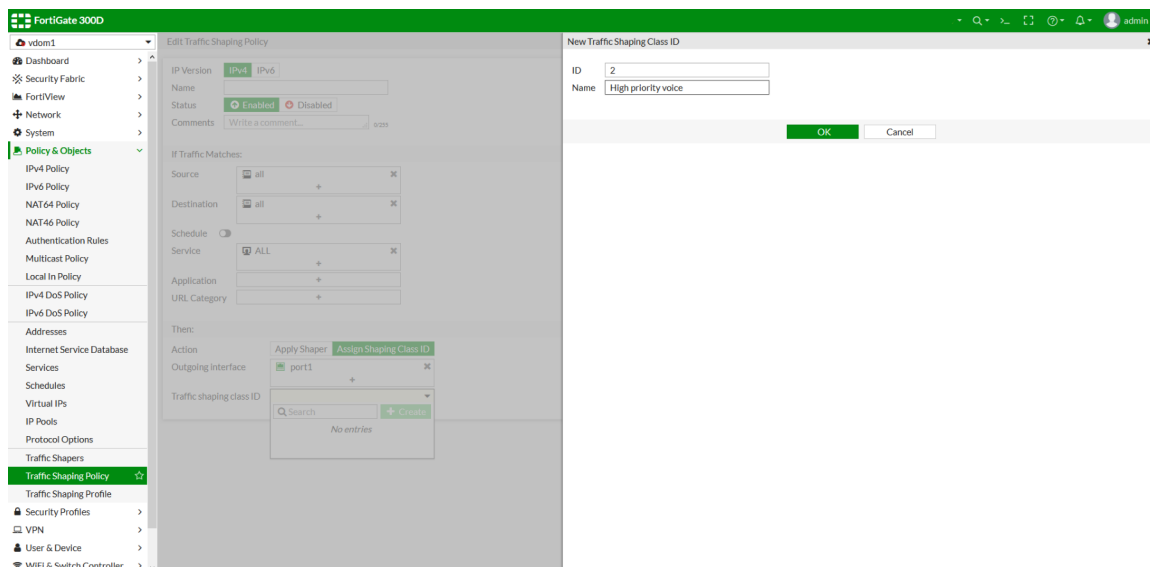 FortiGate 300D
admin
vdom1
Dashboard
Security Fabric
FortiView
Network
System
Policy & Objects
IPv4 Policy
IPv6 Policy
NAT64 Policy
NAT46 Policy
Authentication Rules
Multicast Policy
Local In Policy
IPv4 DoS Policy
IPv6 DoS Policy
Addresses
Internet Service Database
Services
Schedules
Virtual IPs
IP Pools
Protocol Options
Traffic Shapers
Traffic Shaping Policy
Traffic Shaping Profile
Security Profiles
VPN
User & Device
WiFi & Switch Controller
Edit Traffic Shaping Policy
IP Version IPv4 IPv6
Name
Status Enabled Disabled
Comments Write a comment... 0/255
If Traffic Matches:
Source all
+
Destination all
+
Schedule
Service ALL
+
Application +
URL Category +
Then:
Action Apply Shaper Assign Shaping Class ID
Outgoing interface port1
+
Traffic shaping class ID
Search + Create
No entries
New Traffic Shaping Class ID
ID 2
Name High priority voice
OK Cancel